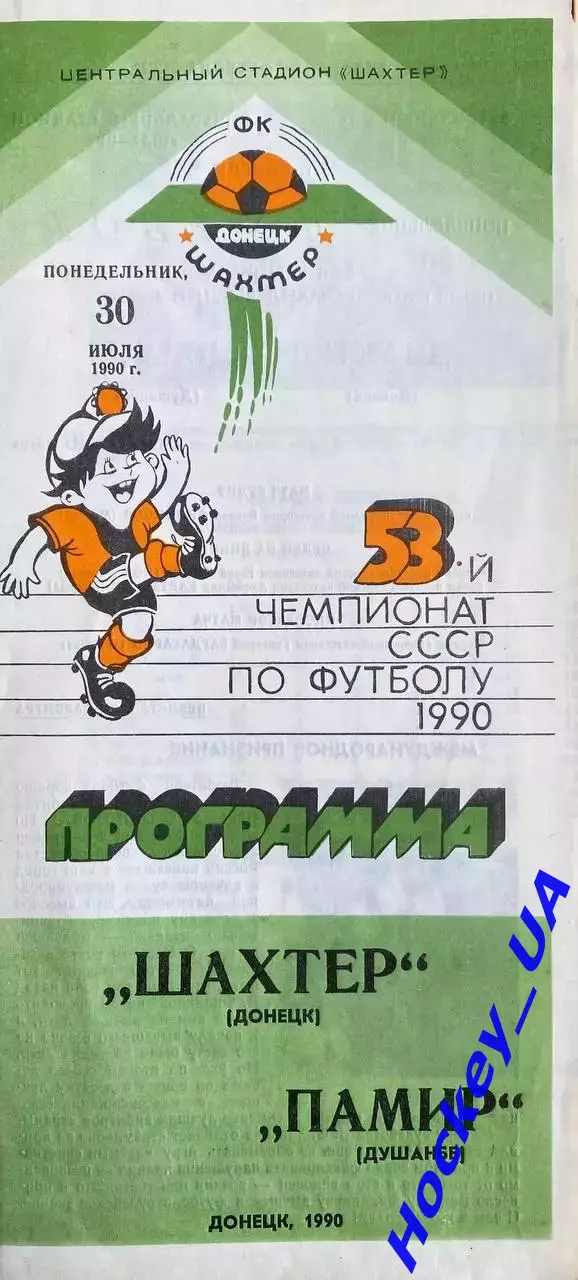 ЦЕНТРАЛЬНЫЙ СТАДИОН «ШАХТЕР»
ФК
ДОНЕЦК
ШАХТЕР
ПОНЕДЕЛЬНИК,
30
ИЮЛЯ
1990 г.
53-й
ЧЕМПИОНАТ
СССР
ПО ФУТБОЛУ
1990
ПРОГРАММА
„ШАХТЕР“
(ДОНЕЦК)
„ПАМИР“
(ДУШАНБЕ)
ДОНЕЦК, 1990
Hockey_UA